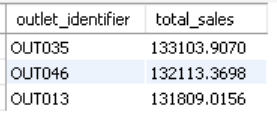 outlet_identifier total_sales
OUT035 133103.9070
OUT046 132113.3698
OUT013 131809.0156